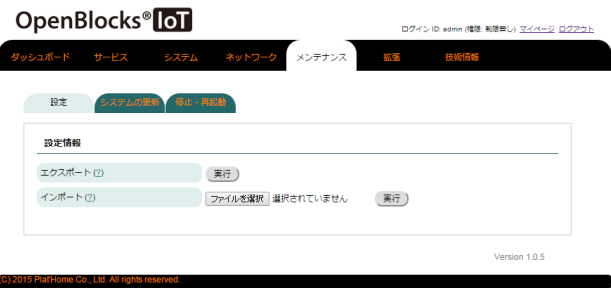 OpenBlocks® IoT
ログイン ID: admin (権限: 制限無し) マイページ ログアウト
ダッシュボード サービス システム ネットワーク メンテナンス 拡張 技術情報
設定 システムの更新 停止・再起動
設定情報
エクスポート (?) 実行
インポート (?) ファイルを選択 選択されていません 実行
Version 1.0.5
(C) 2015 Plat'Home Co., Ltd. All rights reserved.